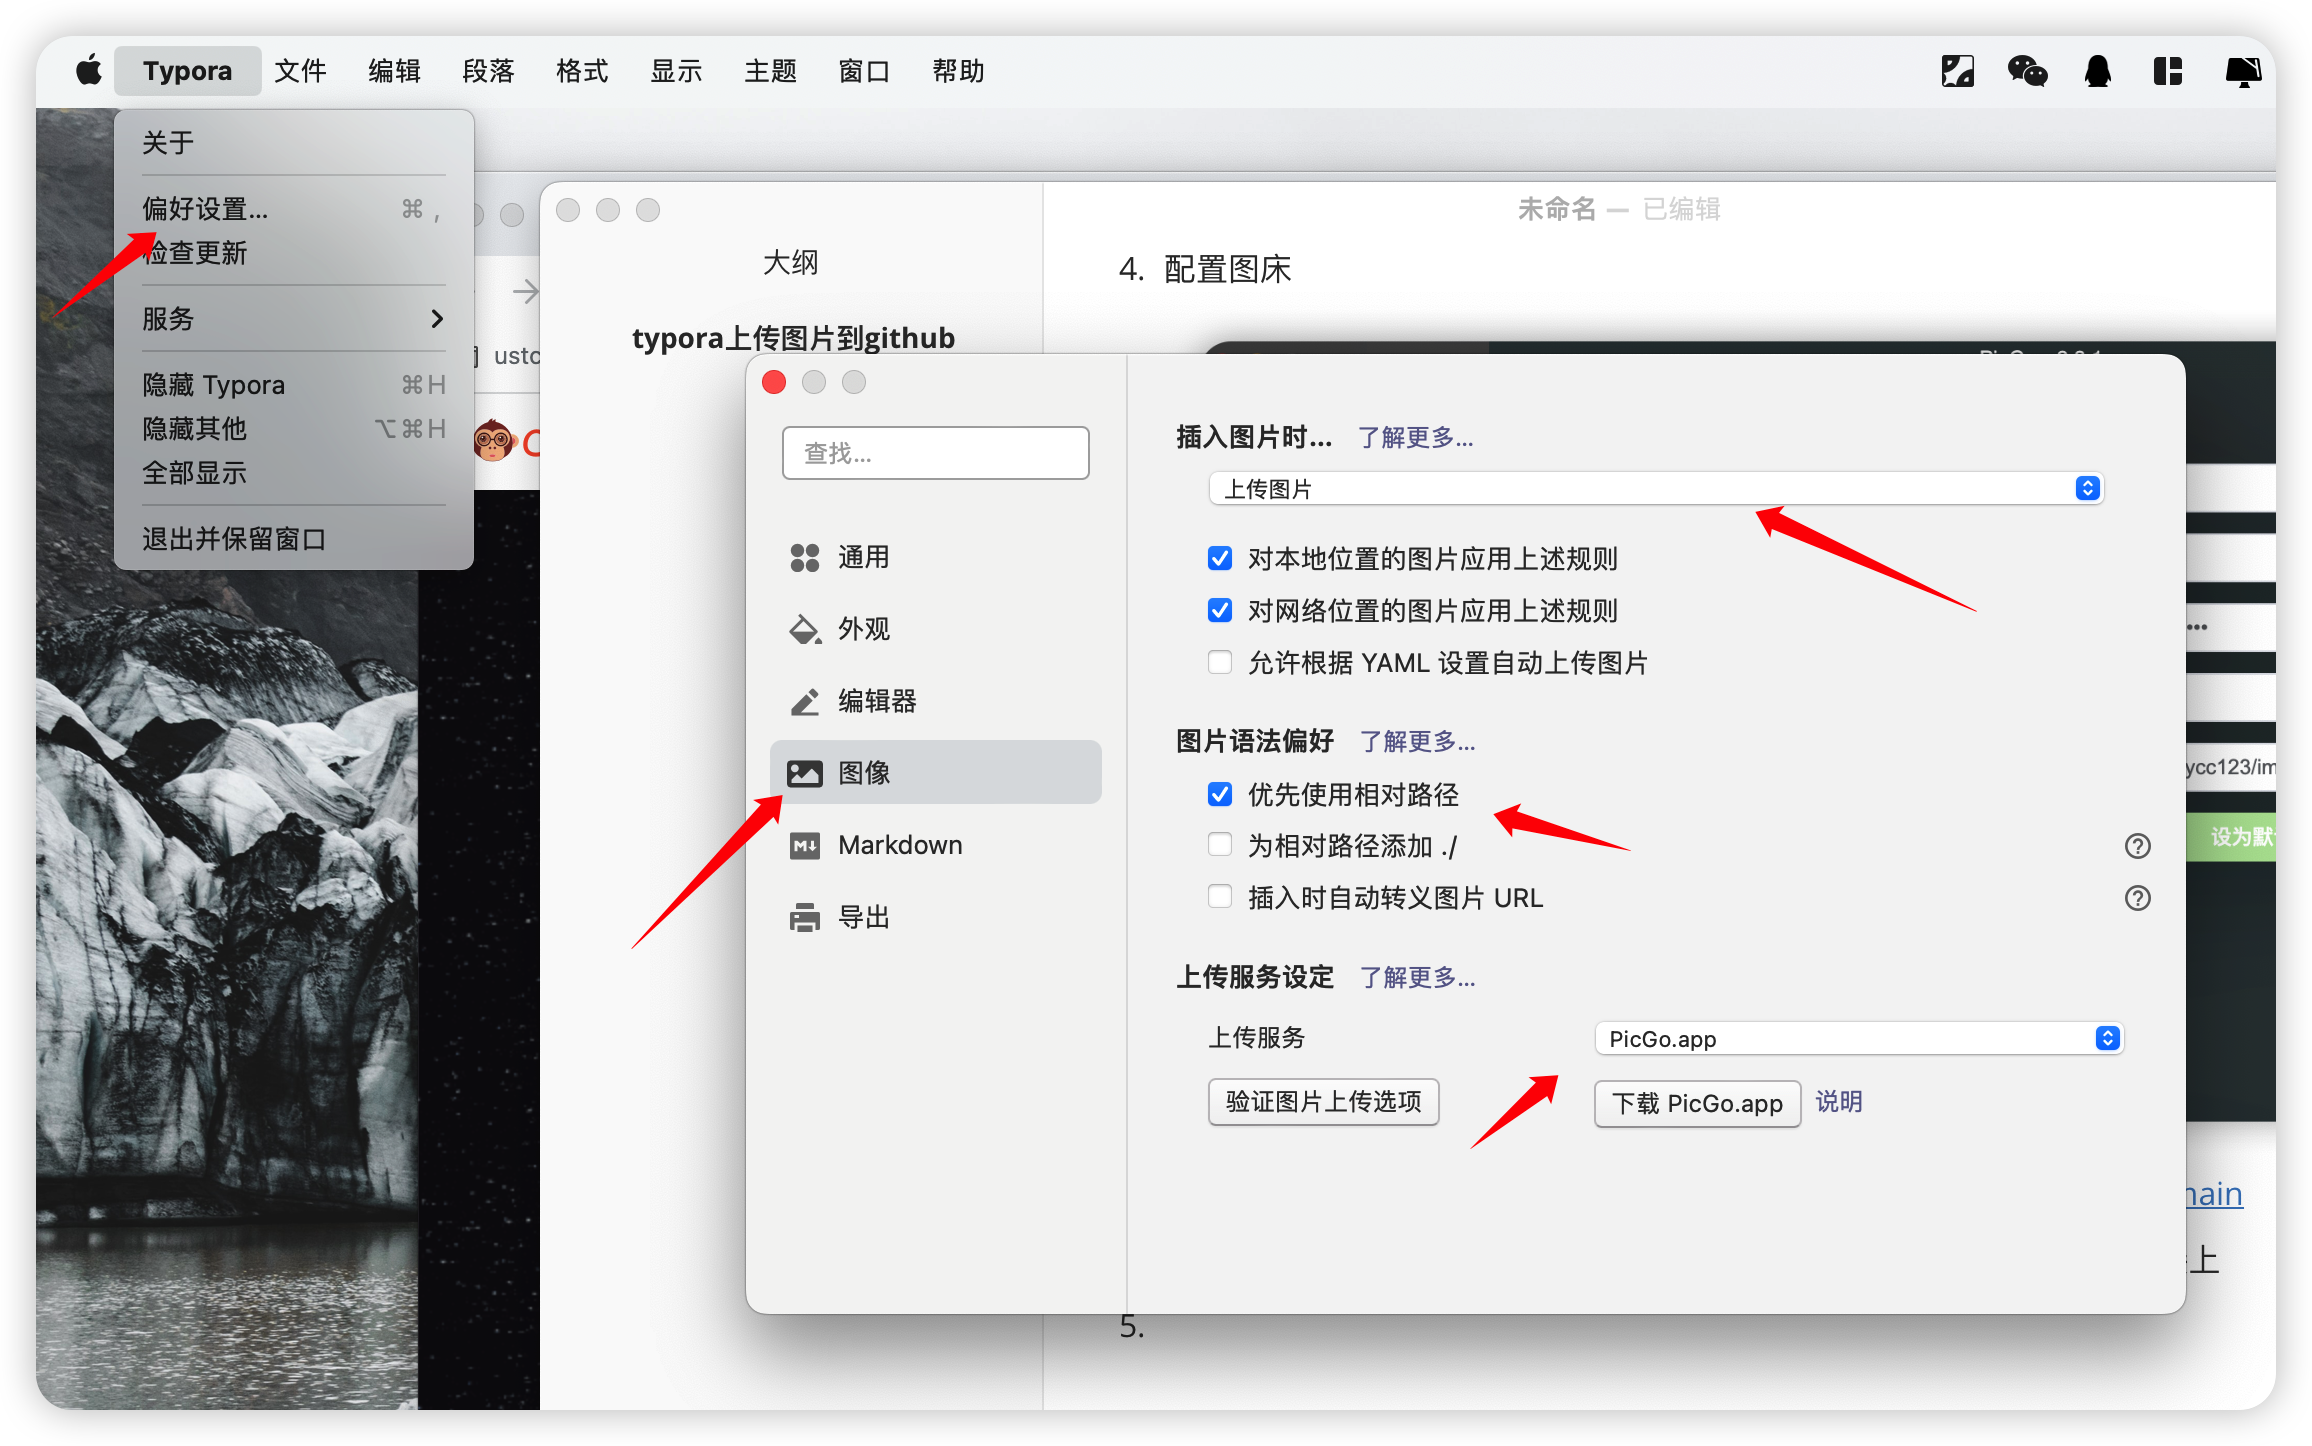 Typora 文件 编辑 段落 格式 显示 主题 窗口 帮助
关于
偏好设置... ⌘ ,
检查更新
服务
隐藏 Typora ⌘H
隐藏其他 ⌥⌘H
全部显示
退出并保留窗口
未命名 — 已编辑
大纲
typora上传图片到github
4. 配置图床
查找...
通用
外观
编辑器
图像
Markdown
导出
插入图片时... 了解更多...
上传图片
对本地位置的图片应用上述规则
对网络位置的图片应用上述规则
允许根据 YAML 设置自动上传图片
图片语法偏好 了解更多...
优先使用相对路径
为相对路径添加 ./
插入时自动转义图片 URL
上传服务设定 了解更多...
上传服务 PicGo.app
验证图片上传选项 下载 PicGo.app 说明
ycc123/im
设为默
main
上
5.